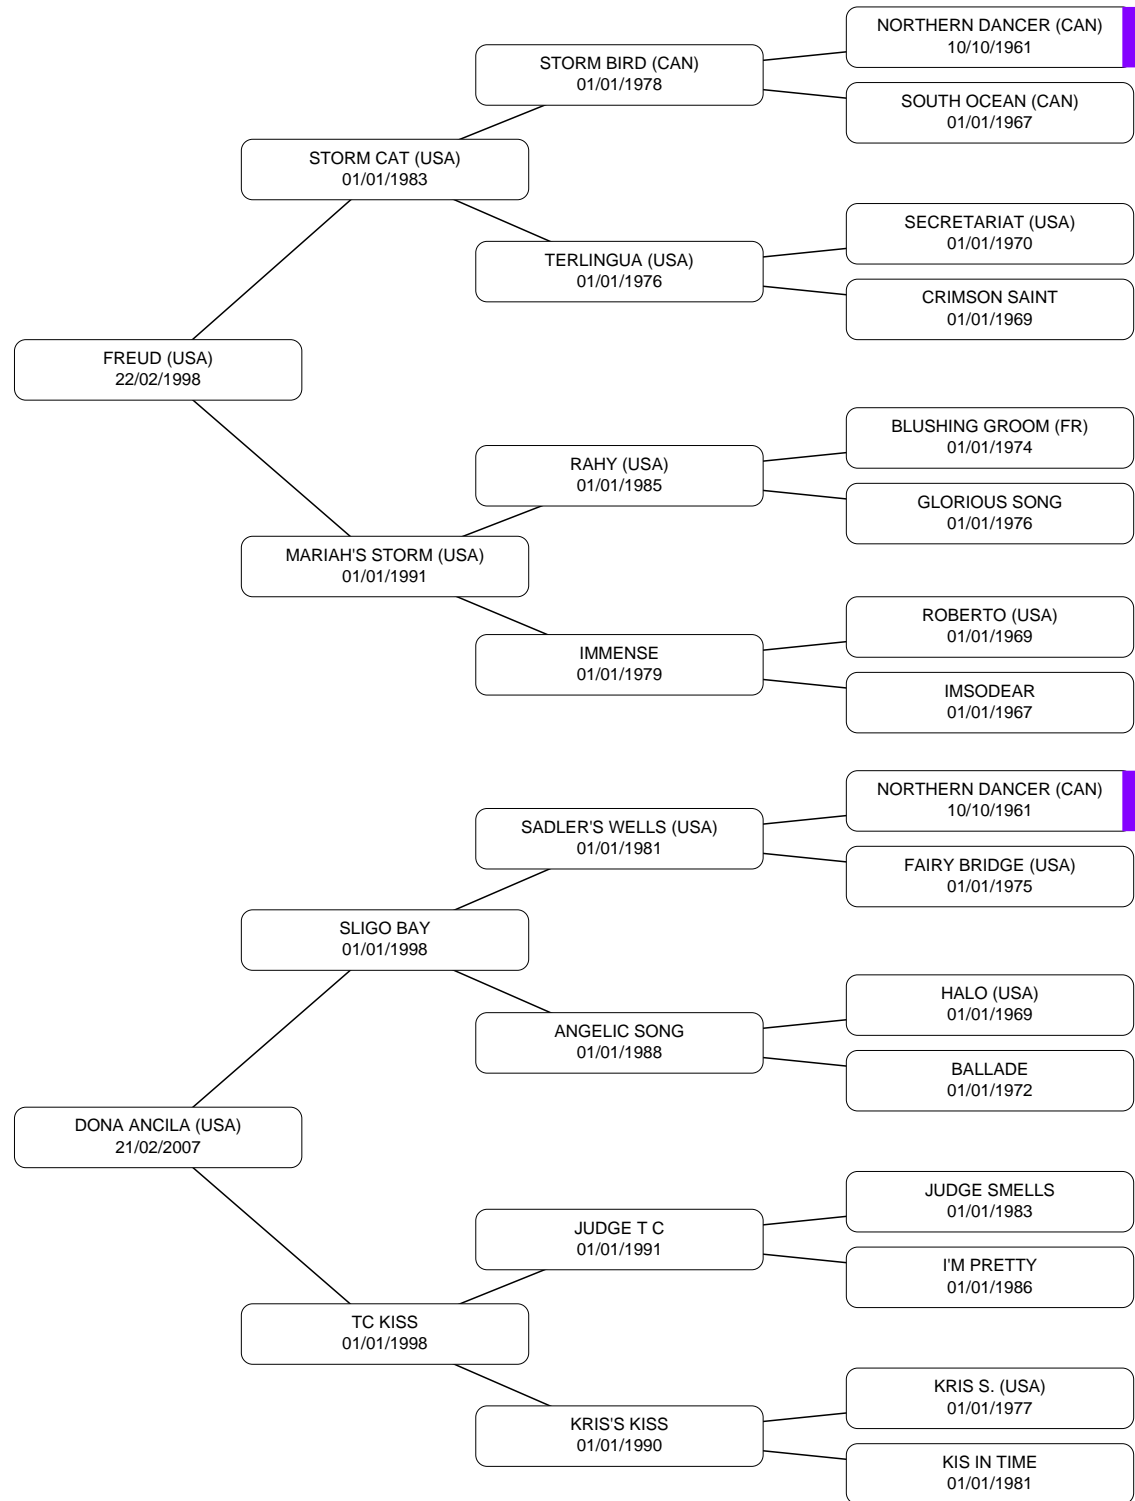 NORTHERN DANCER (CAN)
10/10/1961
STORM BIRD (CAN)
01/01/1978
SOUTH OCEAN (CAN)
01/01/1967
STORM CAT (USA)
01/01/1983
SECRETARIAT (USA)
01/01/1970
TERLINGUA (USA)
01/01/1976
CRIMSON SAINT
01/01/1969
FREUD (USA)
22/02/1998
BLUSHING GROOM (FR)
01/01/1974
RAHY (USA)
01/01/1985
GLORIOUS SONG
01/01/1976
MARIAH'S STORM (USA)
01/01/1991
ROBERTO (USA)
01/01/1969
IMMENSE
01/01/1979
IMSODEAR
01/01/1967
NORTHERN DANCER (CAN)
10/10/1961
SADLER'S WELLS (USA)
01/01/1981
FAIRY BRIDGE (USA)
01/01/1975
SLIGO BAY
01/01/1998
HALO (USA)
01/01/1969
ANGELIC SONG
01/01/1988
BALLADE
01/01/1972
DONA ANCILA (USA)
21/02/2007
JUDGE SMELLS
01/01/1983
JUDGE T C
01/01/1991
I'M PRETTY
01/01/1986
TC KISS
01/01/1998
KRIS S. (USA)
01/01/1977
KRIS'S KISS
01/01/1990
KIS IN TIME
01/01/1981